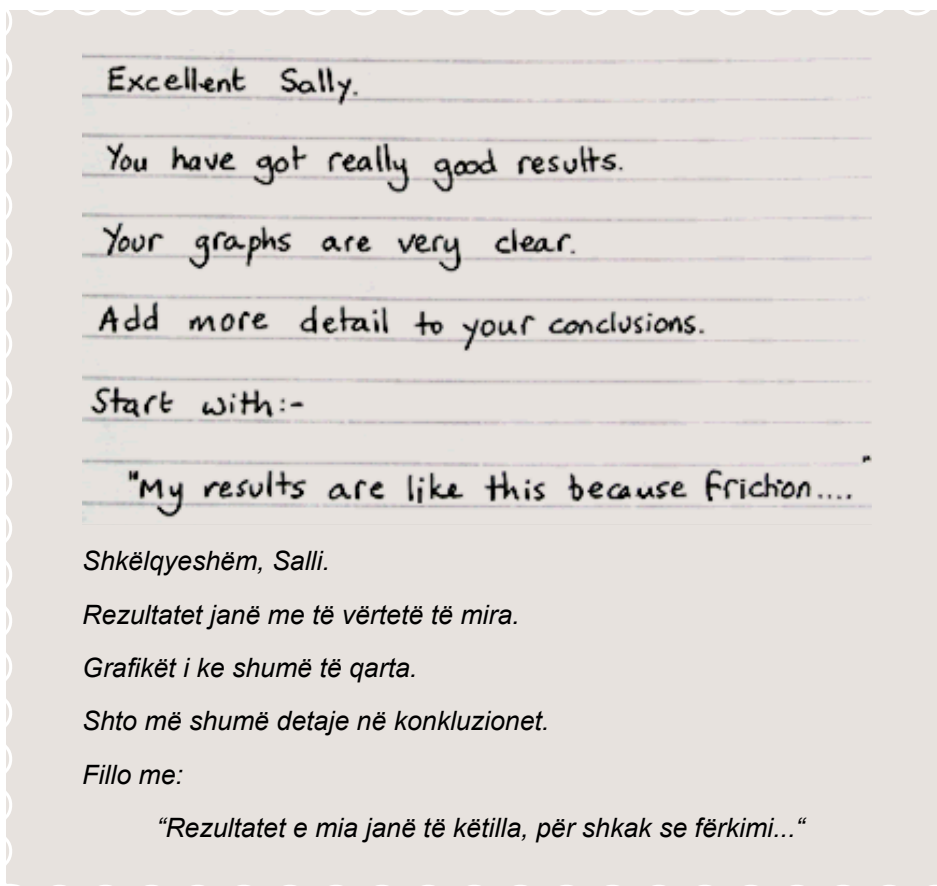 Excellent Sally.
You have got really good results.
Your graphs are very clear.
Add more detail to your conclusions.
Start with:-
"My results are like this because friction...."
Shkëlqyeshëm, Salli.
Rezultatet janë me të vërtetë të mira.
Grafikët i ke shumë të qarta.
Shto më shumë detaje në konkluzionet.
Fillo me:
“Rezultatet e mia janë të këtilla, për shkak se fërkimi...“